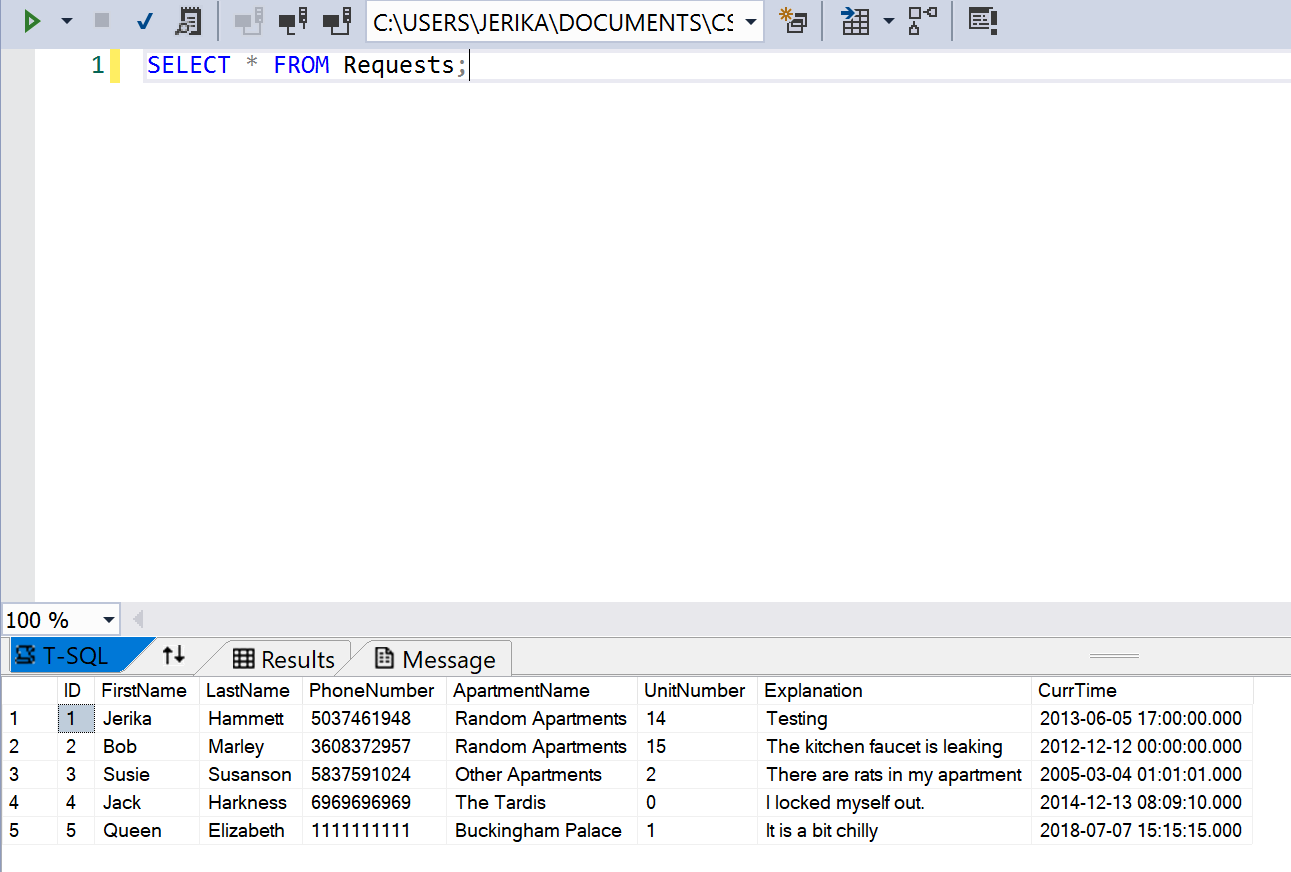 C:\USERS\JERIKA\DOCUMENTS\CS
1 SELECT * FROM Requests;
100 %
T-SQL Results Message
ID FirstName LastName PhoneNumber ApartmentName UnitNumber Explanation CurrTime
1 1 Jerika Hammett 5037461948 Random Apartments 14 Testing 2013-06-05 17:00:00.000
2 2 Bob Marley 3608372957 Random Apartments 15 The kitchen faucet is leaking 2012-12-12 00:00:00.000
3 3 Susie Susanson 5837591024 Other Apartments 2 There are rats in my apartment 2005-03-04 01:01:01.000
4 4 Jack Harkness 6969696969 The Tardis 0 I locked myself out. 2014-12-13 08:09:10.000
5 5 Queen Elizabeth 1111111111 Buckingham Palace 1 It is a bit chilly 2018-07-07 15:15:15.000